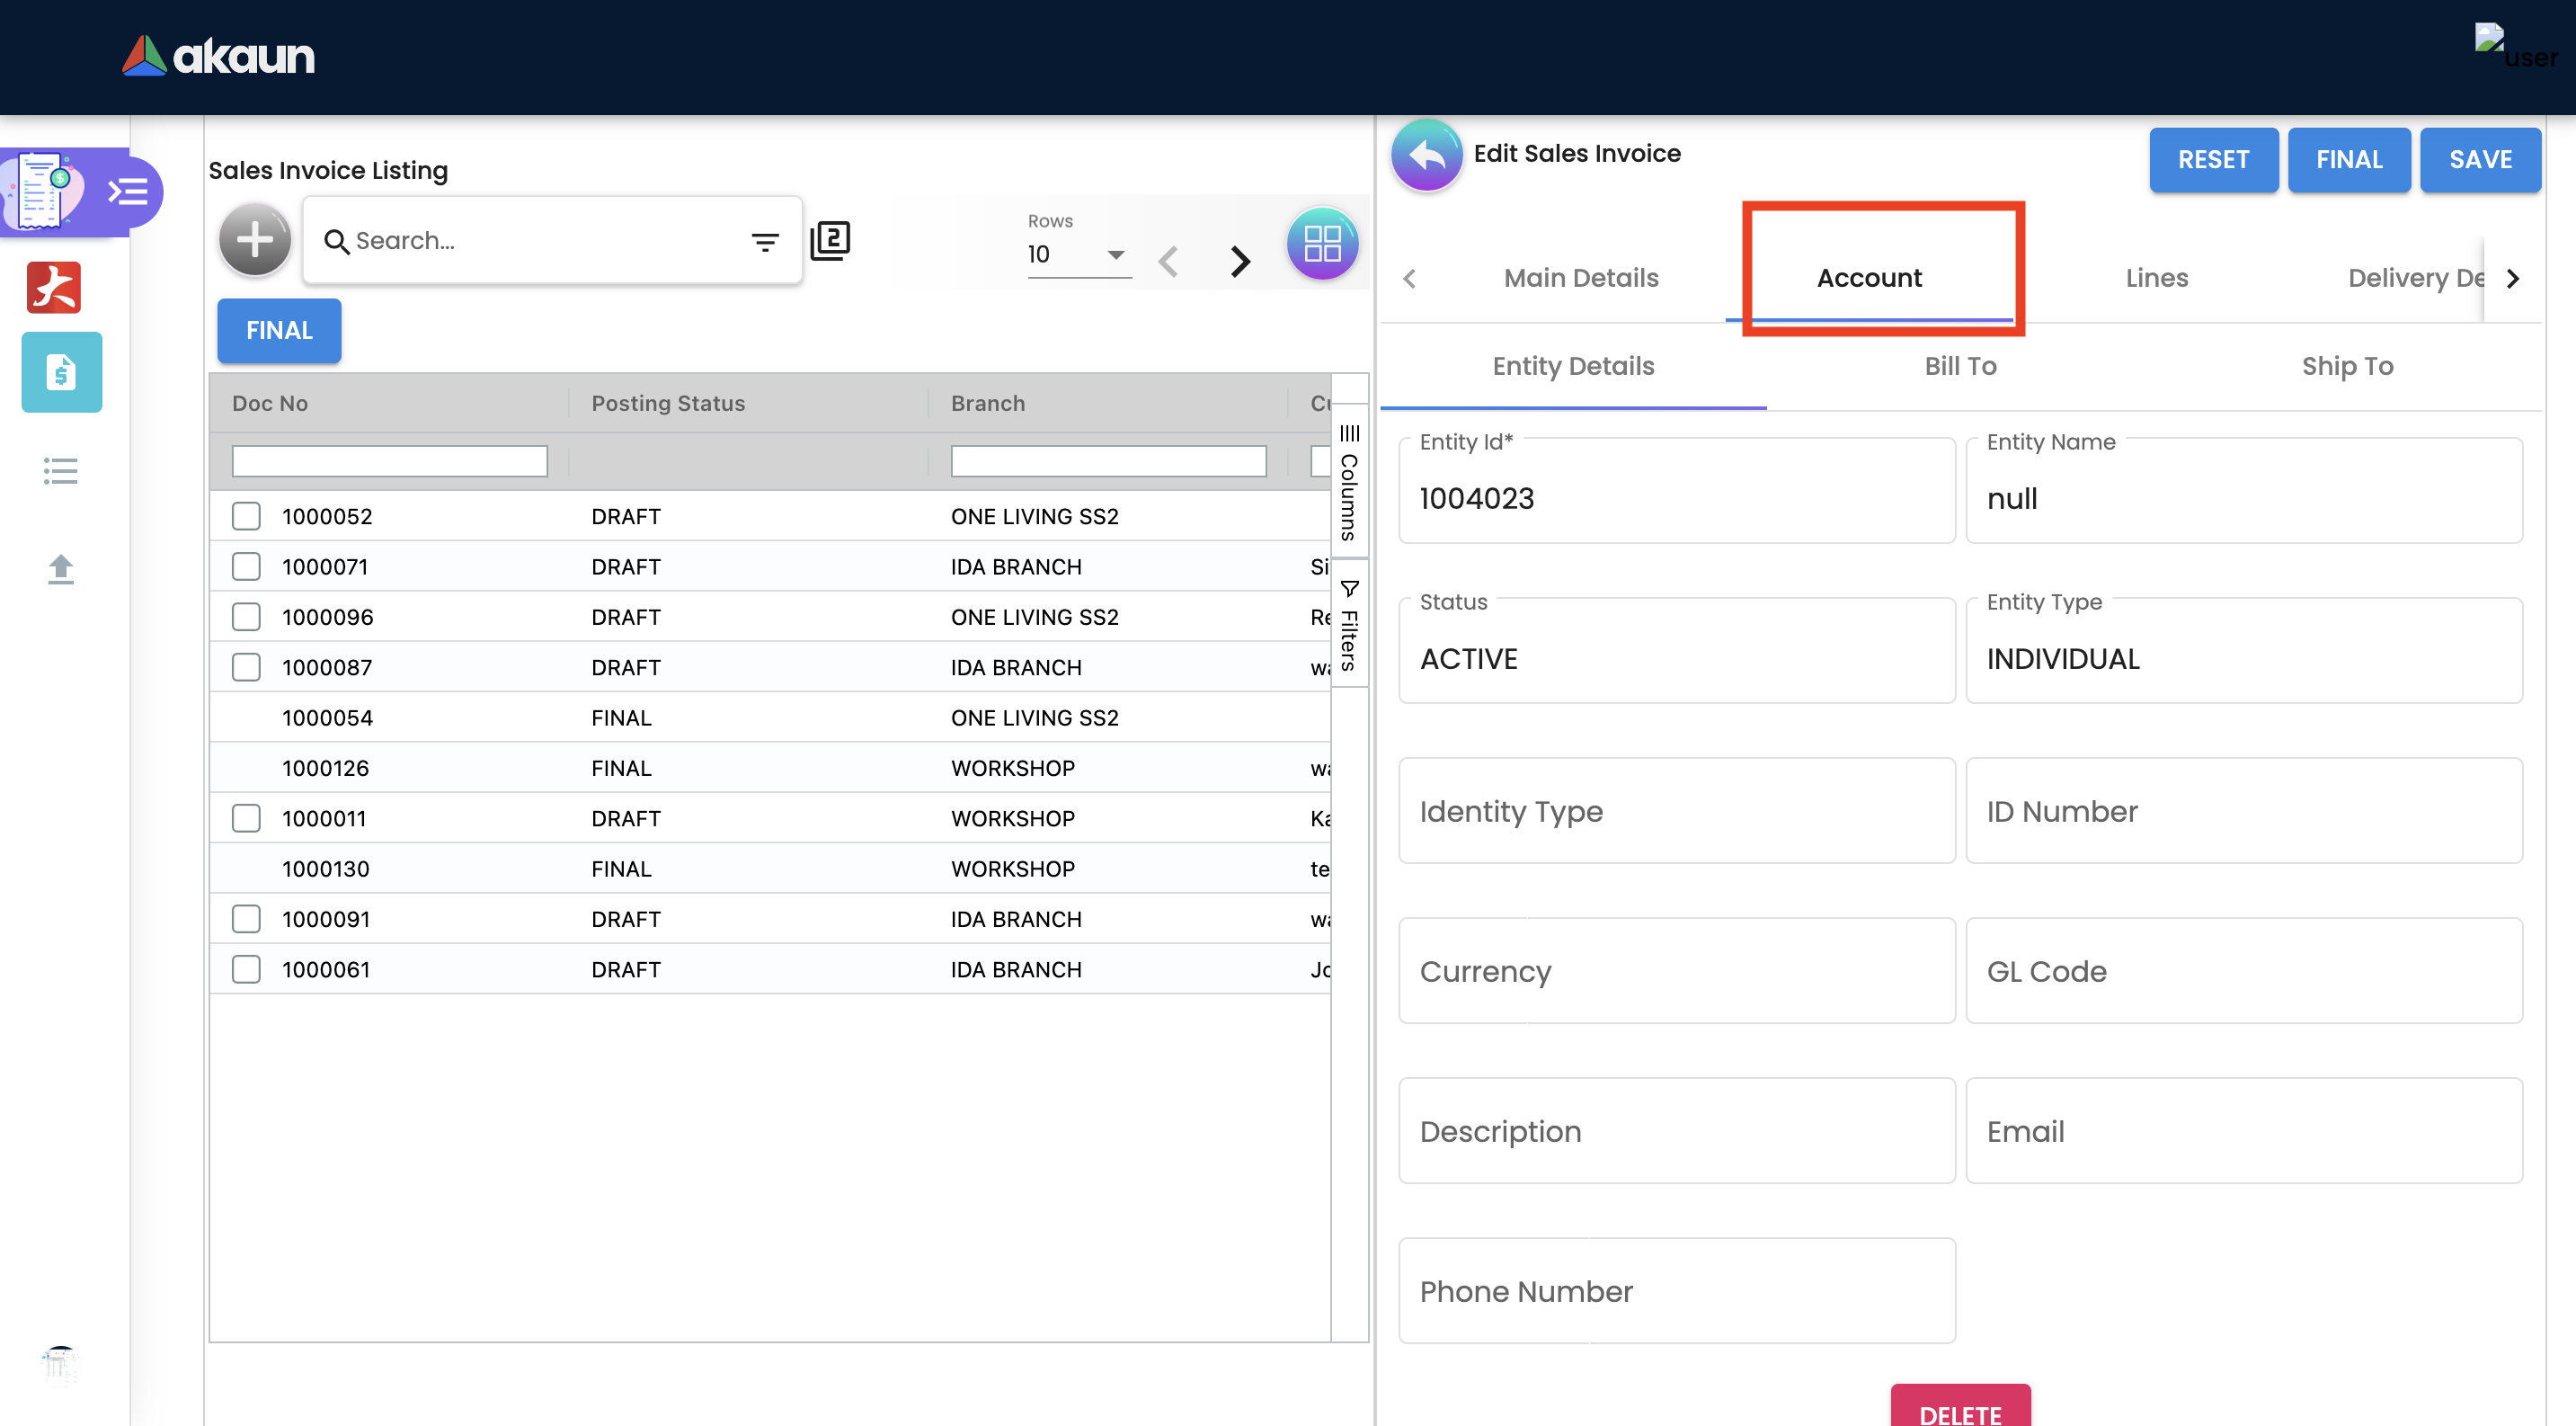 akaun
user
Sales Invoice Listing
Search...
2
Rows
10
FINAL
Doc No Posting Status Branch
1000052 DRAFT ONE LIVING SS2
1000071 DRAFT IDA BRANCH Si
1000096 DRAFT ONE LIVING SS2 Re
1000087 DRAFT IDA BRANCH wa
1000054 FINAL ONE LIVING SS2
1000126 FINAL WORKSHOP wa
1000011 DRAFT WORKSHOP Ka
1000130 FINAL WORKSHOP te
1000091 DRAFT IDA BRANCH wa
1000061 DRAFT IDA BRANCH Jo
Columns
Filters
Edit Sales Invoice
RESET FINAL SAVE
Main Details Account Lines Delivery De
Entity Details Bill To Ship To
Entity Id* Entity Name
1004023 null
Status Entity Type
ACTIVE INDIVIDUAL
Identity Type ID Number
Currency GL Code
Description Email
Phone Number
DELETE